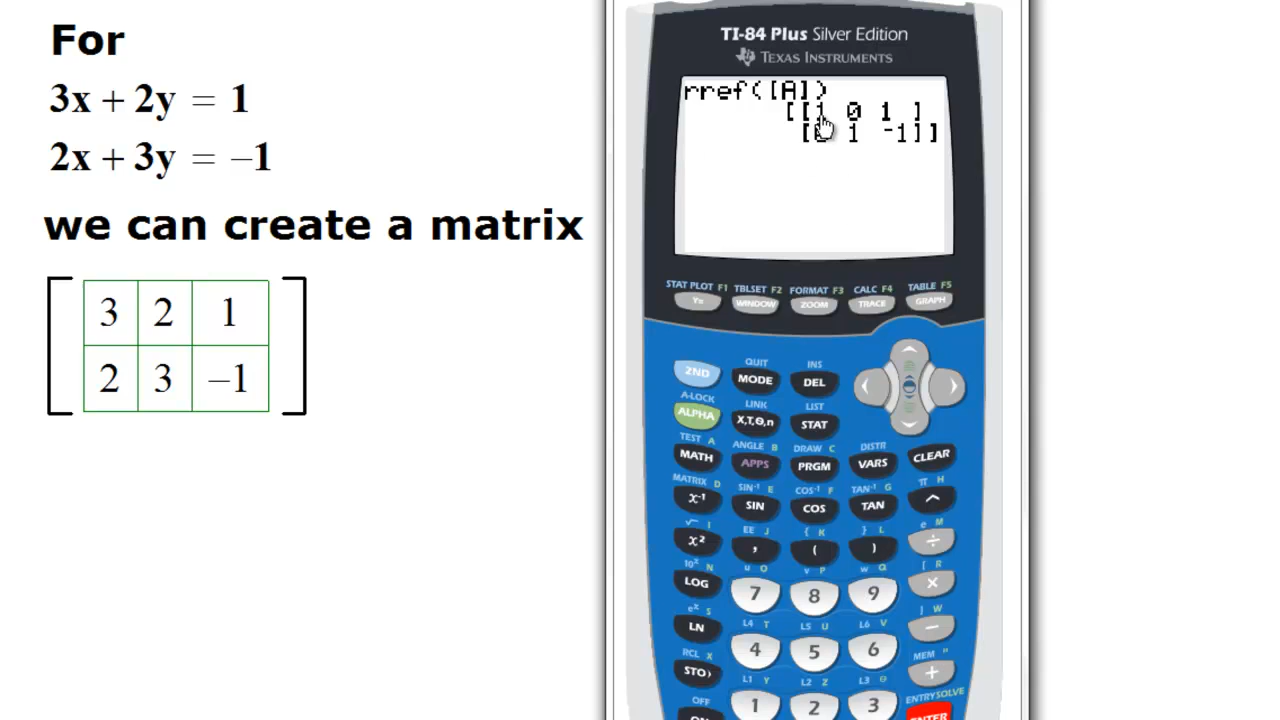 For
3x + 2y = 1
2x + 3y = –1
we can create a matrix
3 2 1
2 3 –1
TI-84 Plus Silver Edition
TEXAS INSTRUMENTS
rref([A])
[[1 0 1 ]
[0 1 -1]]
STAT PLOT F1 TBLSET F2 FORMAT F3 CALC F4 TABLE F5
Y= WINDOW ZOOM TRACE GRAPH
QUIT INS
2ND MODE DEL
A-LOCK LINK LIST
ALPHA X,T,Θ,n STAT
TEST A ANGLE B DRAW C DISTR
MATH APPS PRGM VARS CLEAR
MATRIX D SIN⁻¹ E COS⁻¹ F TAN⁻¹ G π H
x⁻¹ SIN COS TAN ^
√ I EE J { K } L e M
x² , ( ) ÷
10ˣ N u O v P w Q [ R
LOG 7 8 9 ×
eˣ S L4 T L5 U L6 V ] W
LN 4 5 6 −
RCL X L1 Y L2 Z L3 θ MEM "
STO› 1 2 3 +
OFF ENTRY SOLVE
ON ENTER